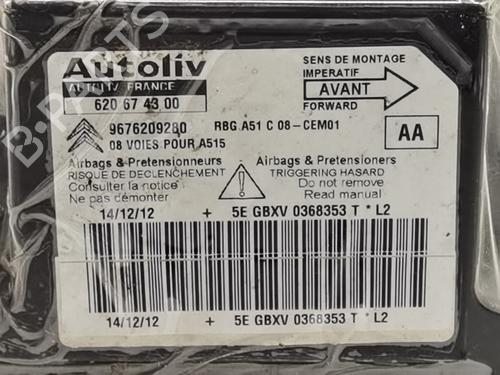 Autoliv
AUTOLIV FRANCE
620 67 43 00
SENS DE MONTAGE
IMPERATIF
AVANT
FORWARD
9676209280
RBG A51 C 08-CEM01
08 VOIES POUR A515
AA
Airbags & Pretensionneurs
RISQUE DE DECLENCHEMENT
Consulter la notice
Ne pas démonter
Airbags & Pretensioners
TRIGGERING HASARD
Do not remove
Read manual
14/12/12 + 5E GBXV 0368353 T * L2
14/12/12 + 5E GBXV 0368353 T * L2
B-PARTS